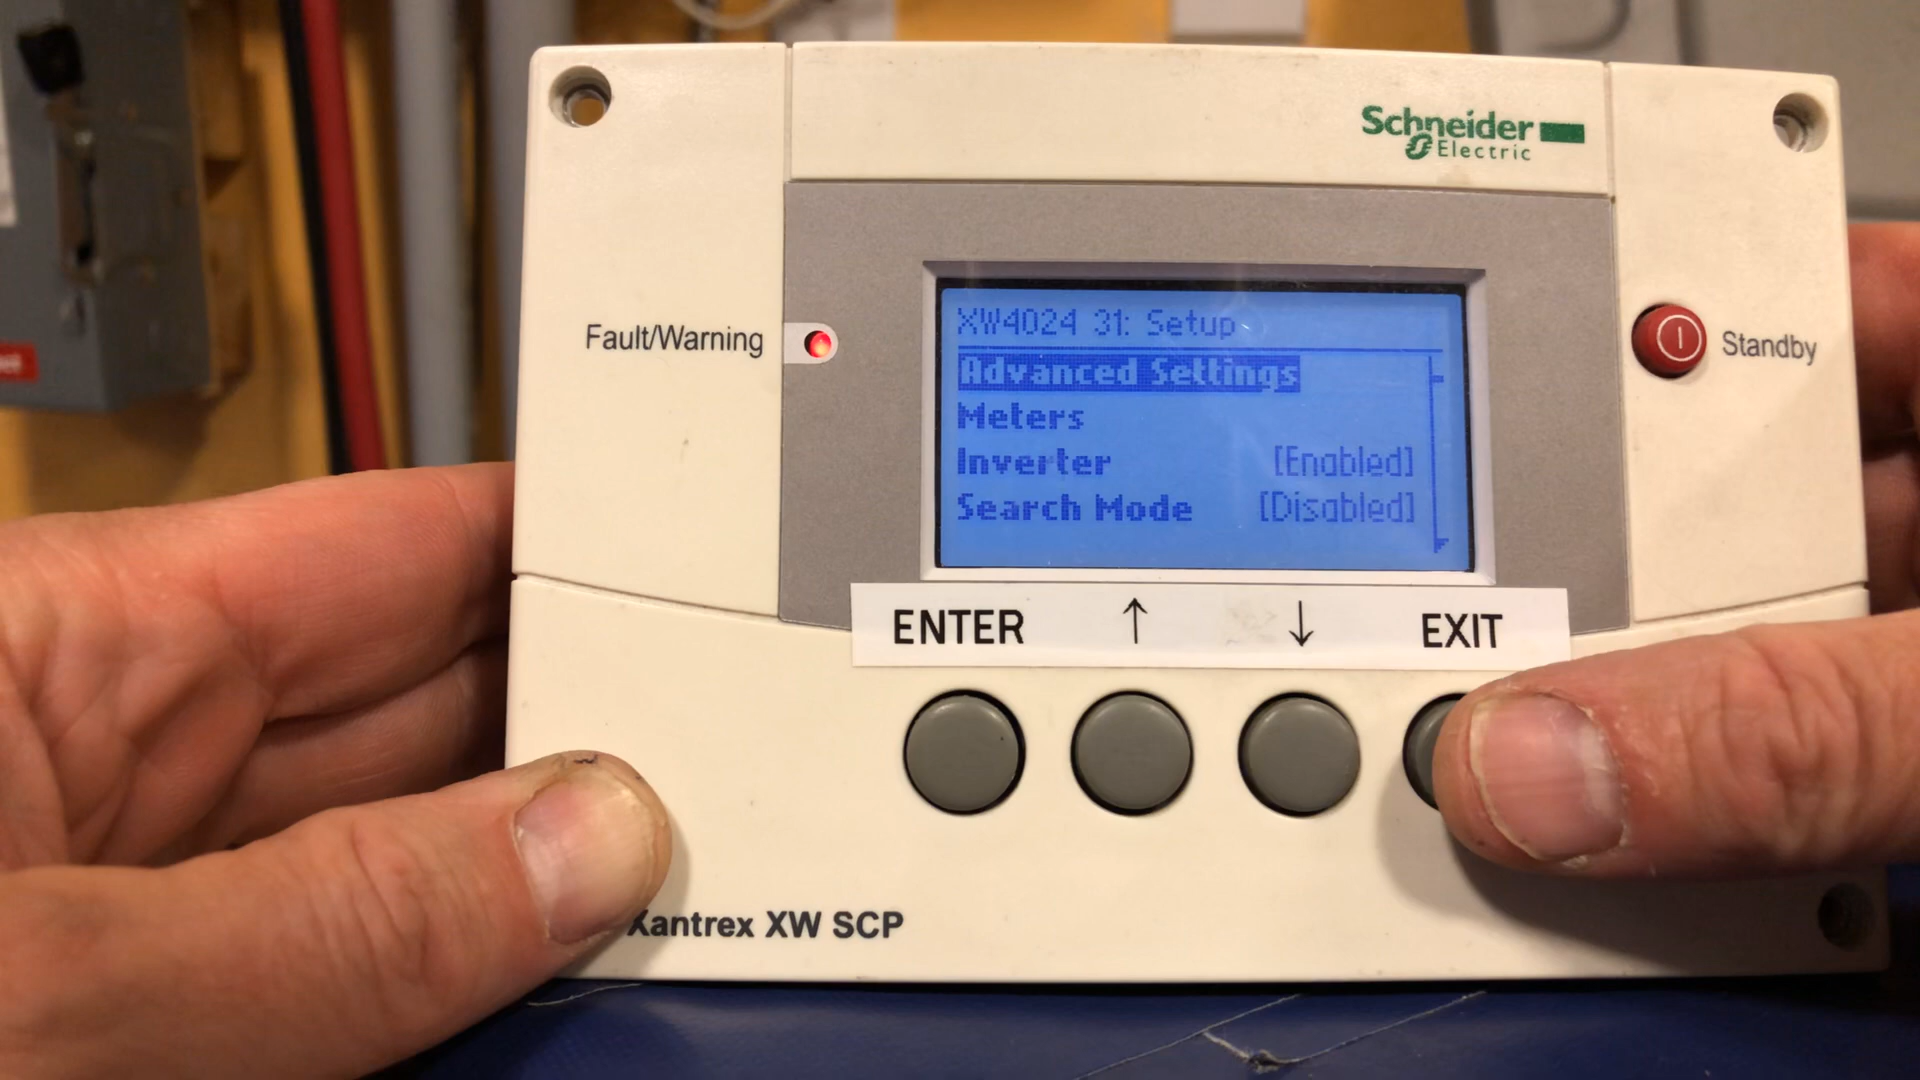 Schneider
Electric
Fault/Warning
Standby
XW4024 31: Setup
Advanced Settings
Meters
Inverter [Enabled]
Search Mode [Disabled]
ENTER ↑ ↓ EXIT
Xantrex XW SCP